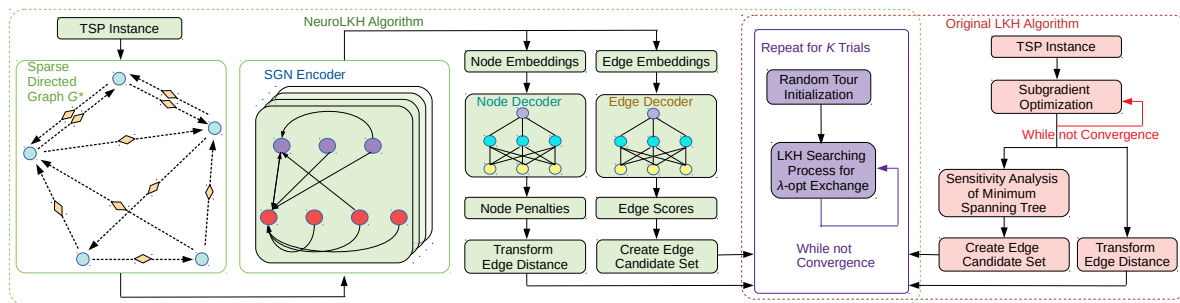 NeuroLKH Algorithm
TSP Instance
Sparse
Directed
Graph G*
SGN Encoder
Node Embeddings
Edge Embeddings
Node Decoder
Edge Decoder
Node Penalties
Edge Scores
Transform
Edge Distance
Create Edge
Candidate Set
Repeat for K Trials
Random Tour
Initialization
LKH Searching
Process for
λ-opt Exchange
While not
Convergence
Original LKH Algorithm
TSP Instance
Subgradient
Optimization
While not Convergence
Sensitivity Analysis
of Minimum
Spanning Tree
Create Edge
Candidate Set
Transform
Edge Distance